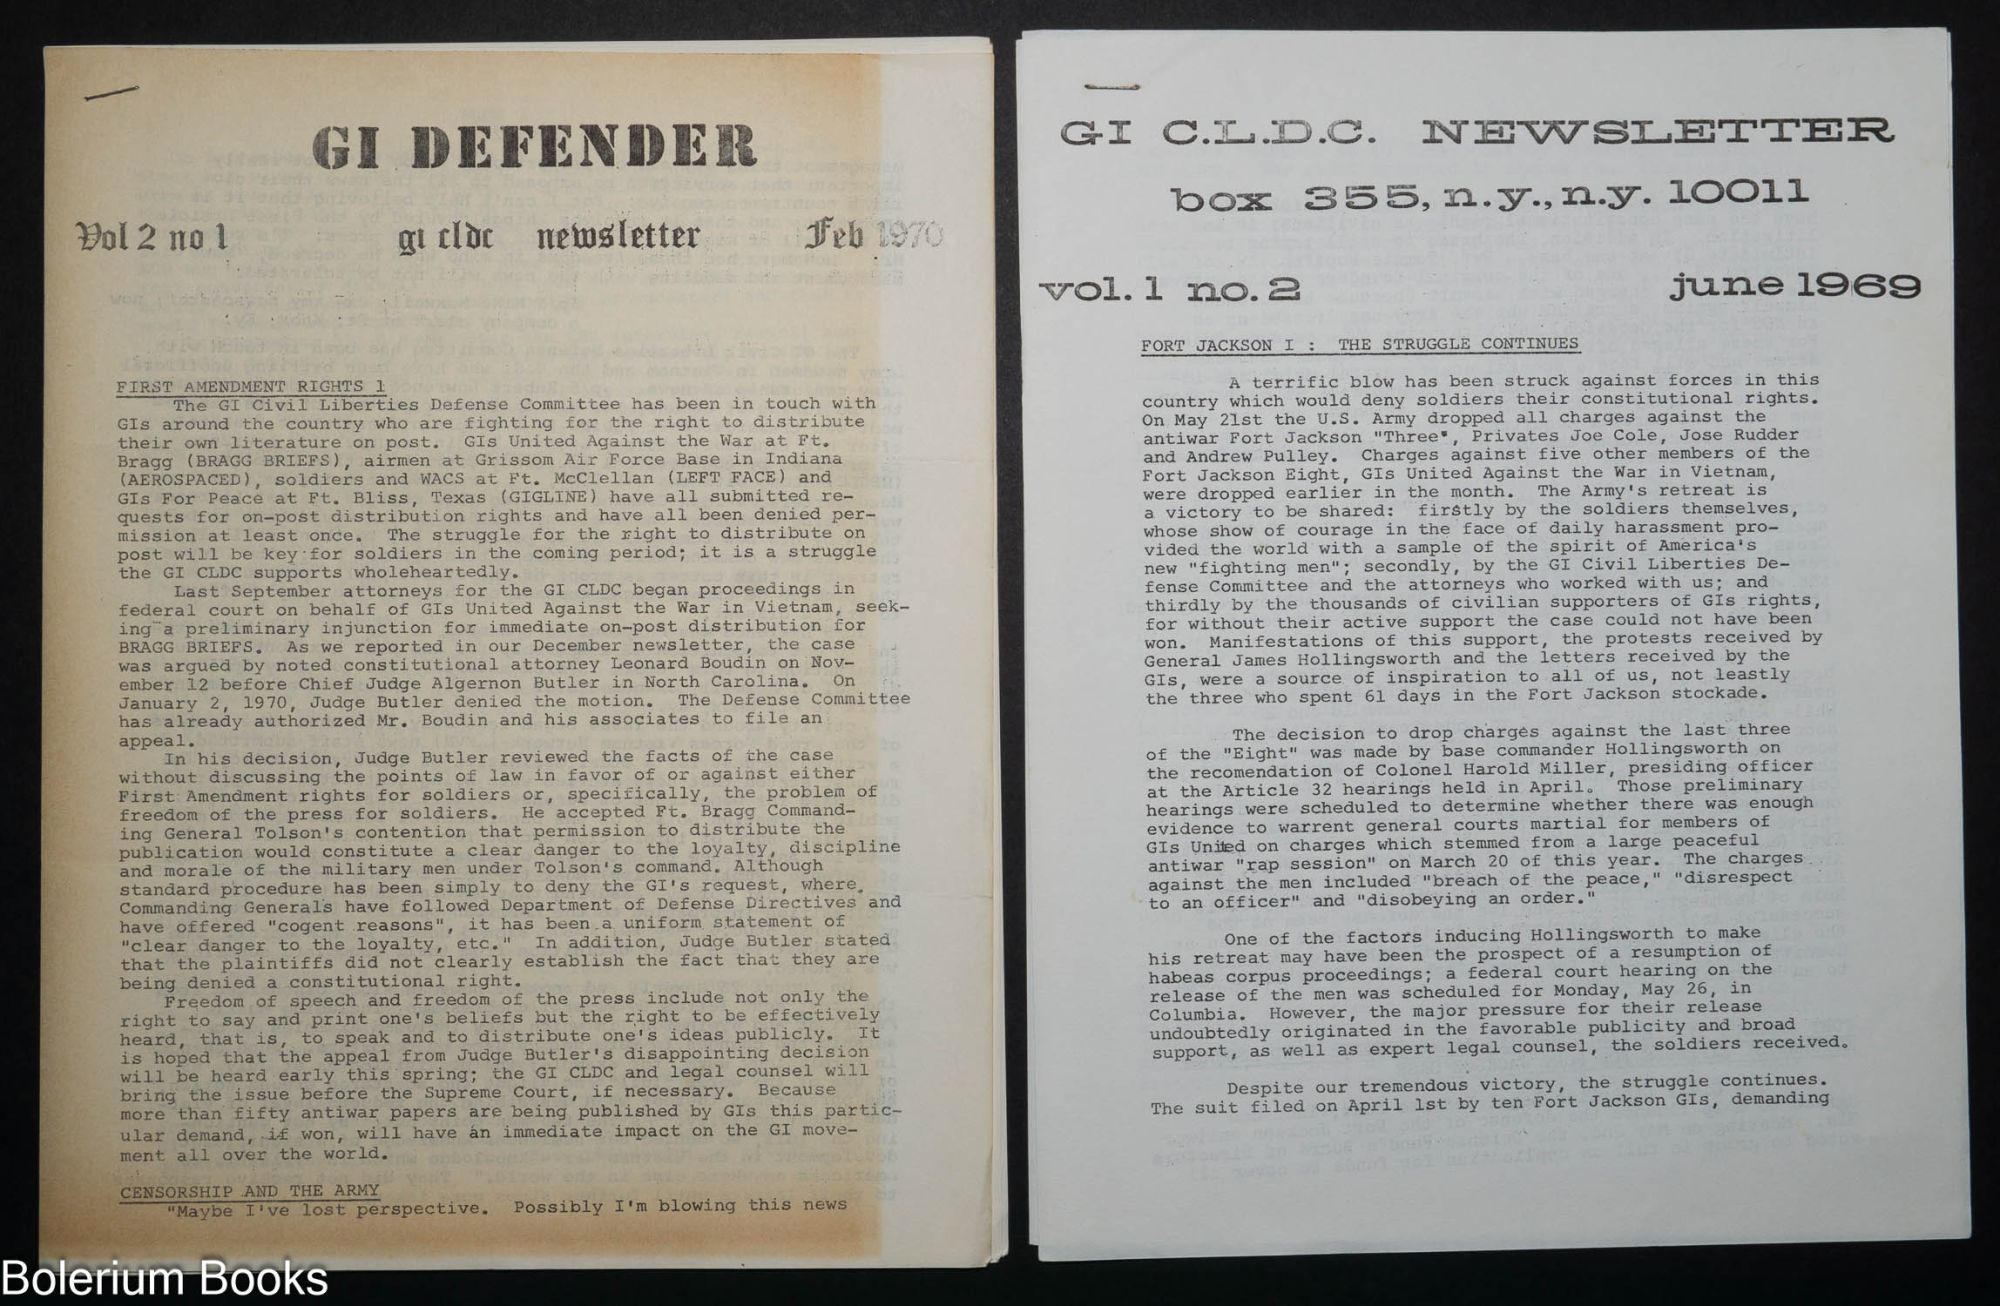 GI DEFENDER
Vol 2 no 1 gi cldc newsletter Feb 1970
FIRST AMENDMENT RIGHTS 1
The GI Civil Liberties Defense Committee has been in touch with
GIs around the country who are fighting for the right to distribute
their own literature on post. GIs United Against the War at Ft.
Bragg (BRAGG BRIEFS), airmen at Grissom Air Force Base in Indiana
(AEROSPACED), soldiers and WACS at Ft. McClellan (LEFT FACE) and
GIs For Peace at Ft. Bliss, Texas (GIGLINE) have all submitted re-
quests for on-post distribution rights and have all been denied per-
mission at least once. The struggle for the right to distribute on
post will be key for soldiers in the coming period; it is a struggle
the GI CLDC supports wholeheartedly.
Last September attorneys for the GI CLDC began proceedings in
federal court on behalf of GIs United Against the War in Vietnam, seek-
ing a preliminary injunction for immediate on-post distribution for
BRAGG BRIEFS. As we reported in our December newsletter, the case
was argued by noted constitutional attorney Leonard Boudin on Nov-
ember 12 before Chief Judge Algernon Butler in North Carolina. On
January 2, 1970, Judge Butler denied the motion. The Defense Committee
has already authorized Mr. Boudin and his associates to file an
appeal.
In his decision, Judge Butler reviewed the facts of the case
without discussing the points of law in favor of or against either
First Amendment rights for soldiers or, specifically, the problem of
freedom of the press for soldiers. He accepted Ft. Bragg Command-
ing General Tolson's contention that permission to distribute the
publication would constitute a clear danger to the loyalty, discipline
and morale of the military men under Tolson's command. Although
standard procedure has been simply to deny the GI's request, where
Commanding Generals have followed Department of Defense Directives and
have offered "cogent reasons", it has been a uniform statement of
"clear danger to the loyalty, etc." In addition, Judge Butler stated
that the plaintiffs did not clearly establish the fact that they are
being denied a constitutional right.
Freedom of speech and freedom of the press include not only the
right to say and print one's beliefs but the right to be effectively
heard, that is, to speak and to distribute one's ideas publicly. It
is hoped that the appeal from Judge Butler's disappointing decision
will be heard early this spring; the GI CLDC and legal counsel will
bring the issue before the Supreme Court, if necessary. Because
more than fifty antiwar papers are being published by GIs this partic-
ular demand, if won, will have an immediate impact on the GI move-
ment all over the world.
CENSORSHIP AND THE ARMY
"Maybe I've lost perspective. Possibly I'm blowing this news
GI C.L.D.C. NEWSLETTER
box 355, n.y., n.y. 10011
vol. 1 no. 2 june 1969
FORT JACKSON I : THE STRUGGLE CONTINUES
A terrific blow has been struck against forces in this
country which would deny soldiers their constitutional rights.
On May 21st the U.S. Army dropped all charges against the
antiwar Fort Jackson "Three", Privates Joe Cole, Jose Rudder
and Andrew Pulley. Charges against five other members of the
Fort Jackson Eight, GIs United Against the War in Vietnam,
were dropped earlier in the month. The Army's retreat is
a victory to be shared: firstly by the soldiers themselves,
whose show of courage in the face of daily harassment pro-
vided the world with a sample of the spirit of America's
new "fighting men"; secondly, by the GI Civil Liberties De-
fense Committee and the attorneys who worked with us; and
thirdly by the thousands of civilian supporters of GIs rights,
for without their active support the case could not have been
won. Manifestations of this support, the protests received by
General James Hollingsworth and the letters received by the
GIs, were a source of inspiration to all of us, not leastly
the three who spent 61 days in the Fort Jackson stockade.
The decision to drop charges against the last three
of the "Eight" was made by base commander Hollingsworth on
the recomendation of Colonel Harold Miller, presiding officer
at the Article 32 hearings held in April. Those preliminary
hearings were scheduled to determine whether there was enough
evidence to warrent general courts martial for members of
GIs United on charges which stemmed from a large peaceful
antiwar "rap session" on March 20 of this year. The charges
against the men included "breach of the peace," "disrespect
to an officer" and "disobeying an order."
One of the factors inducing Hollingsworth to make
his retreat may have been the prospect of a resumption of
habeas corpus proceedings; a federal court hearing on the
release of the men was scheduled for Monday, May 26, in
Columbia. However, the major pressure for their release
undoubtedly originated in the favorable publicity and broad
support, as well as expert legal counsel, the soldiers received.
Despite our tremendous victory, the struggle continues.
The suit filed on April 1st by ten Fort Jackson GIs, demanding
Bolerium Books